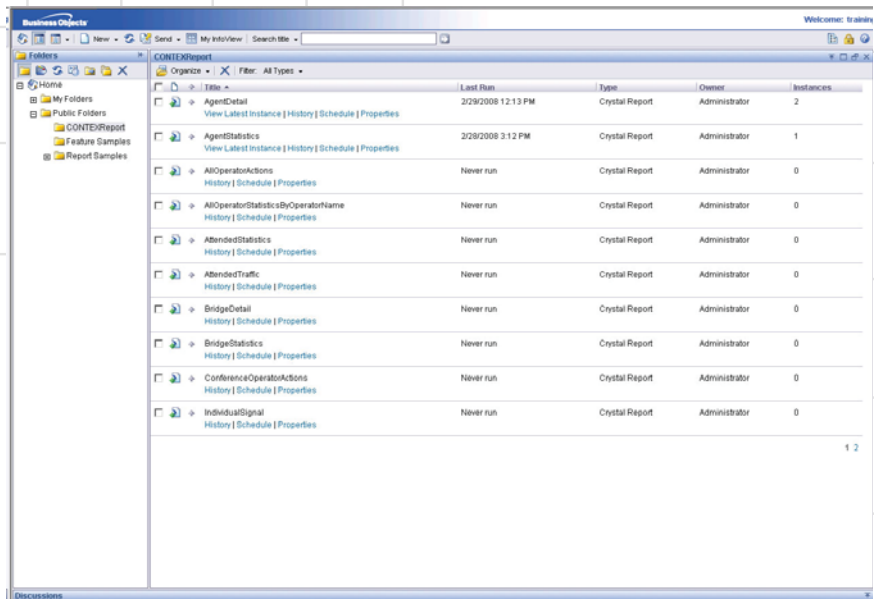 Business Objects
Welcome: training
New Send My InfoView Search title
Folders
CONTEXReport
Organize Filter: All Types
Home
My Folders
Public Folders
CONTEXReport
Feature Samples
Report Samples
Title Last Run Type Owner Instances
AgentDetail 2/29/2008 12:13 PM Crystal Report Administrator 2
View Latest Instance | History | Schedule | Properties
AgentStatistics 2/28/2008 3:12 PM Crystal Report Administrator 1
View Latest Instance | History | Schedule | Properties
AllOperatorActions Never run Crystal Report Administrator 0
History | Schedule | Properties
AllOperatorStatisticsByOperatorName Never run Crystal Report Administrator 0
History | Schedule | Properties
AttendedStatistics Never run Crystal Report Administrator 0
History | Schedule | Properties
AttendedTraffic Never run Crystal Report Administrator 0
History | Schedule | Properties
BridgeDetail Never run Crystal Report Administrator 0
History | Schedule | Properties
BridgeStatistics Never run Crystal Report Administrator 0
History | Schedule | Properties
ConferenceOperatorActions Never run Crystal Report Administrator 0
History | Schedule | Properties
IndividualSignal Never run Crystal Report Administrator 0
History | Schedule | Properties
1 2
Discussions